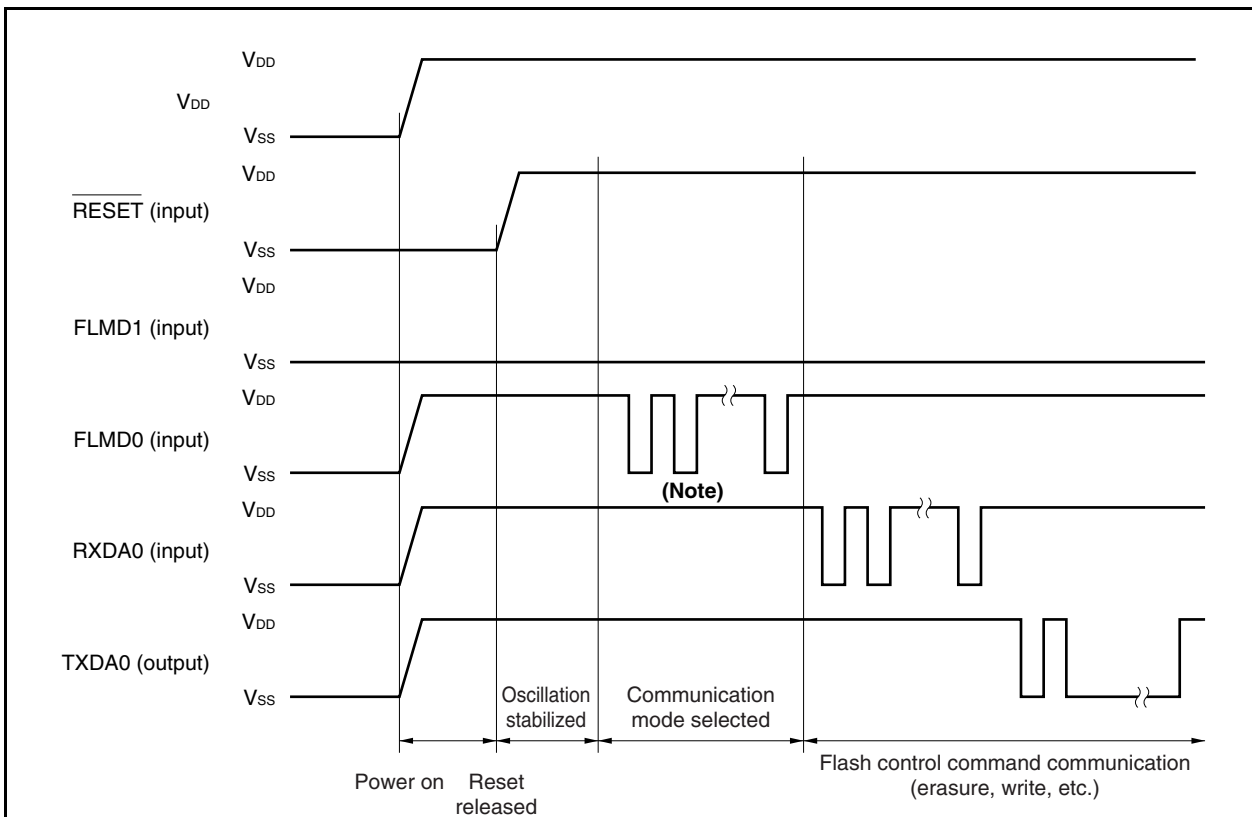 VDD
VDD
VSS
VDD
RESET (input)
VSS
VDD
FLMD1 (input)
VSS
VDD
FLMD0 (input)
VSS
(Note)
VDD
RXDA0 (input)
VSS
VDD
TXDA0 (output)
VSS
Oscillation
stabilized
Communication
mode selected
Power on
Reset
released
Flash control command communication
(erasure, write, etc.)